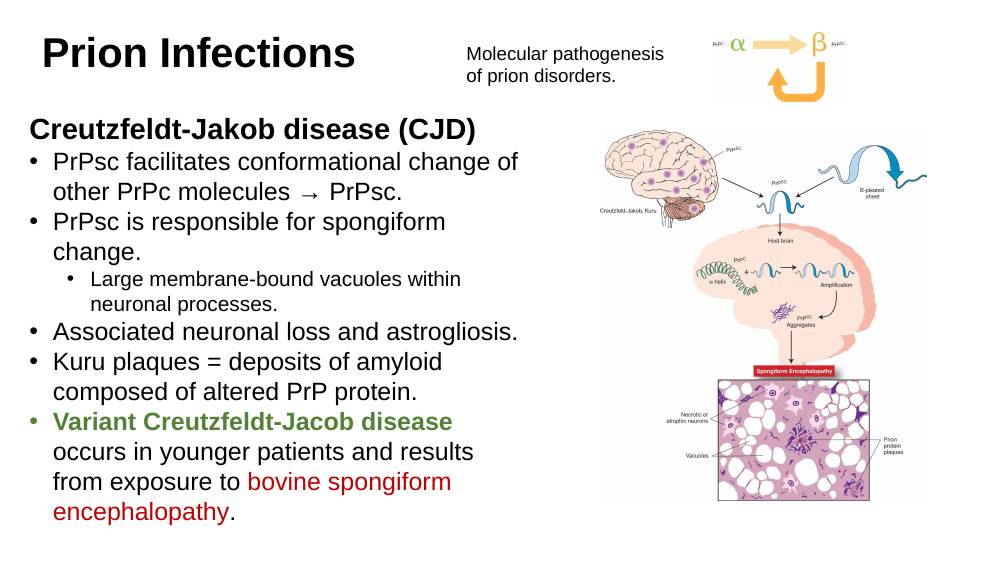 Prion Infections
Molecular pathogenesis
of prion disorders.
PrPᶜ α β PrPˢᶜ
Creutzfeldt-Jakob disease (CJD)
• PrPsc facilitates conformational change of
other PrPc molecules → PrPsc.
• PrPsc is responsible for spongiform
change.
• Large membrane-bound vacuoles within
neuronal processes.
• Associated neuronal loss and astrogliosis.
• Kuru plaques = deposits of amyloid
composed of altered PrP protein.
• Variant Creutzfeldt-Jacob disease
occurs in younger patients and results
from exposure to bovine spongiform
encephalopathy.
PrPˢᶜ
Creutzfeld-Jakob, Kuru
PrPˢᶜ
B-pleated
sheet
Host brain
PrPᶜ
α-helix
+
Amplification
PrPˢᶜ
Aggregates
Spongiform Encephalopathy
Necrotic or
atrophic neurons
Vacuoles
Prion
protein
plaques